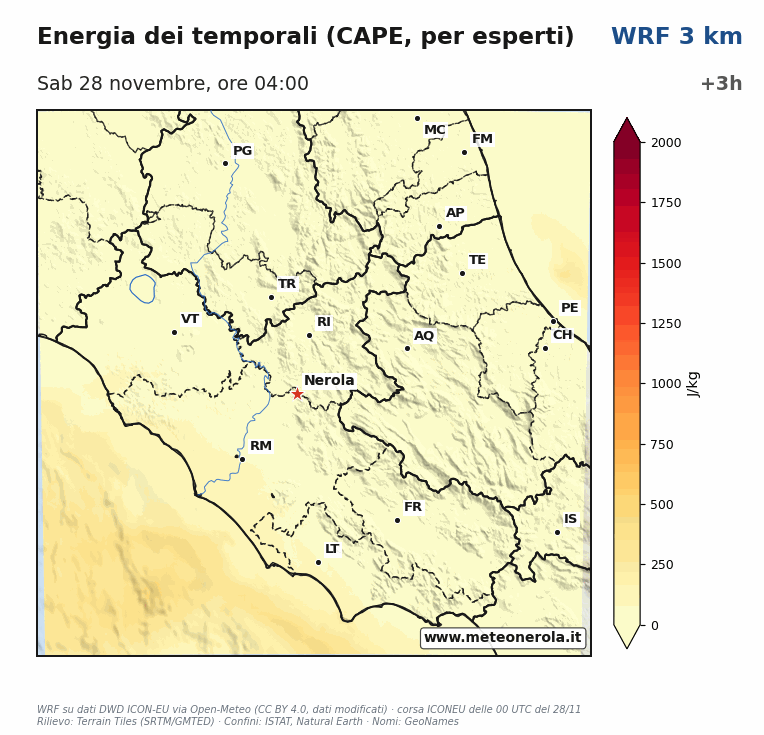 Energia dei temporali (CAPE, per esperti) WRF 3 km
Sab 28 novembre, ore 04:00 +3h
MC
FM
PG
AP
TE
TR
PE
VT
RI
AQ
CH
Nerola
RM
FR
IS
LT
www.meteonerola.it
2000
1750
1500
1250
1000
750
500
250
0
J/kg
WRF su dati DWD ICON-EU via Open-Meteo (CC BY 4.0, dati modificati) · corsa ICONEU delle 00 UTC del 28/11
Rilievo: Terrain Tiles (SRTM/GMTED) · Confini: ISTAT, Natural Earth · Nomi: GeoNames